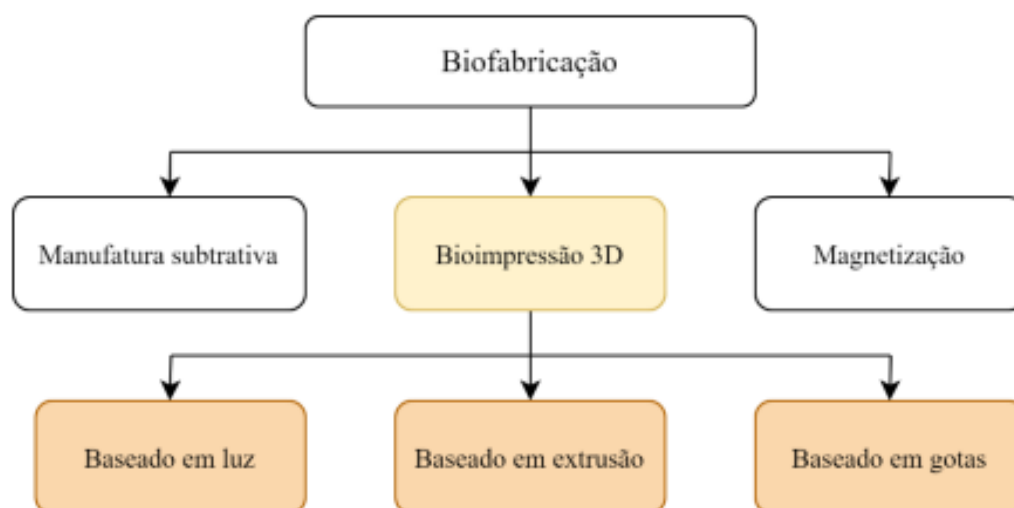 Biofabricação
Manufatura subtrativa
Bioimpressão 3D
Magnetização
Baseado em luz
Baseado em extrusão
Baseado em gotas